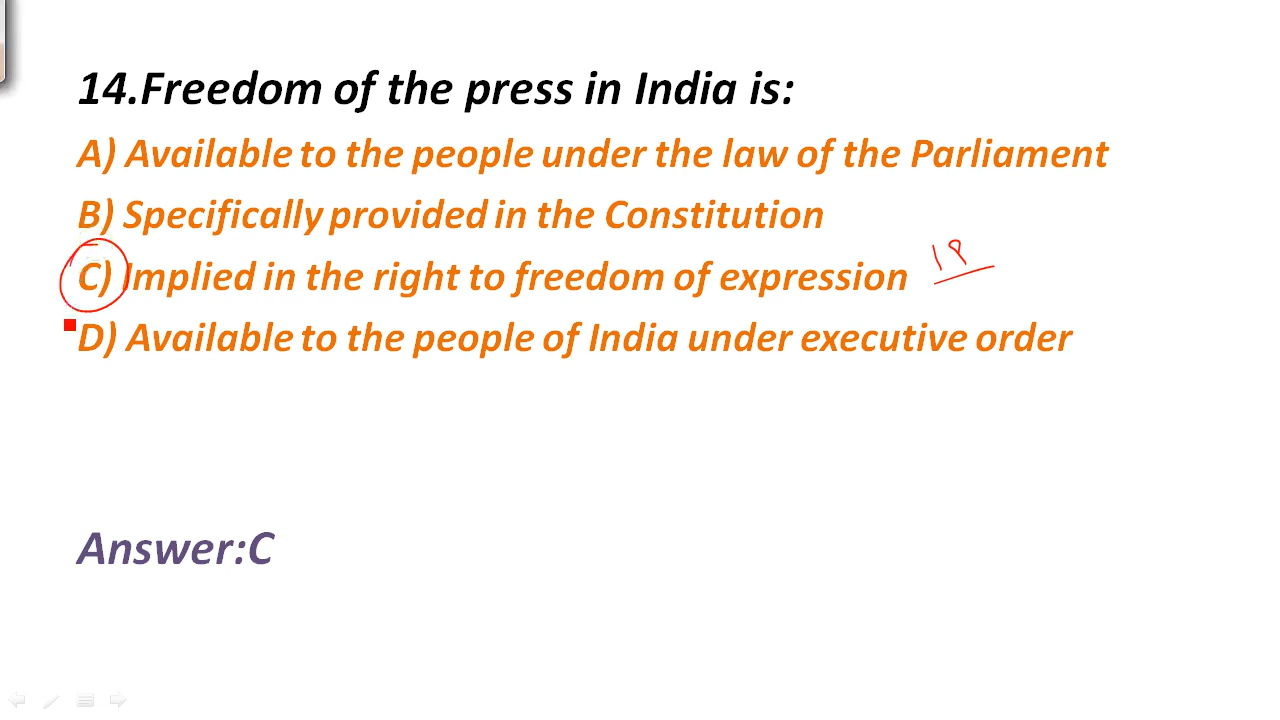 14.Freedom of the press in India is:
A) Available to the people under the law of the Parliament
B) Specifically provided in the Constitution
C) Implied in the right to freedom of expression
D) Available to the people of India under executive order
Answer:C